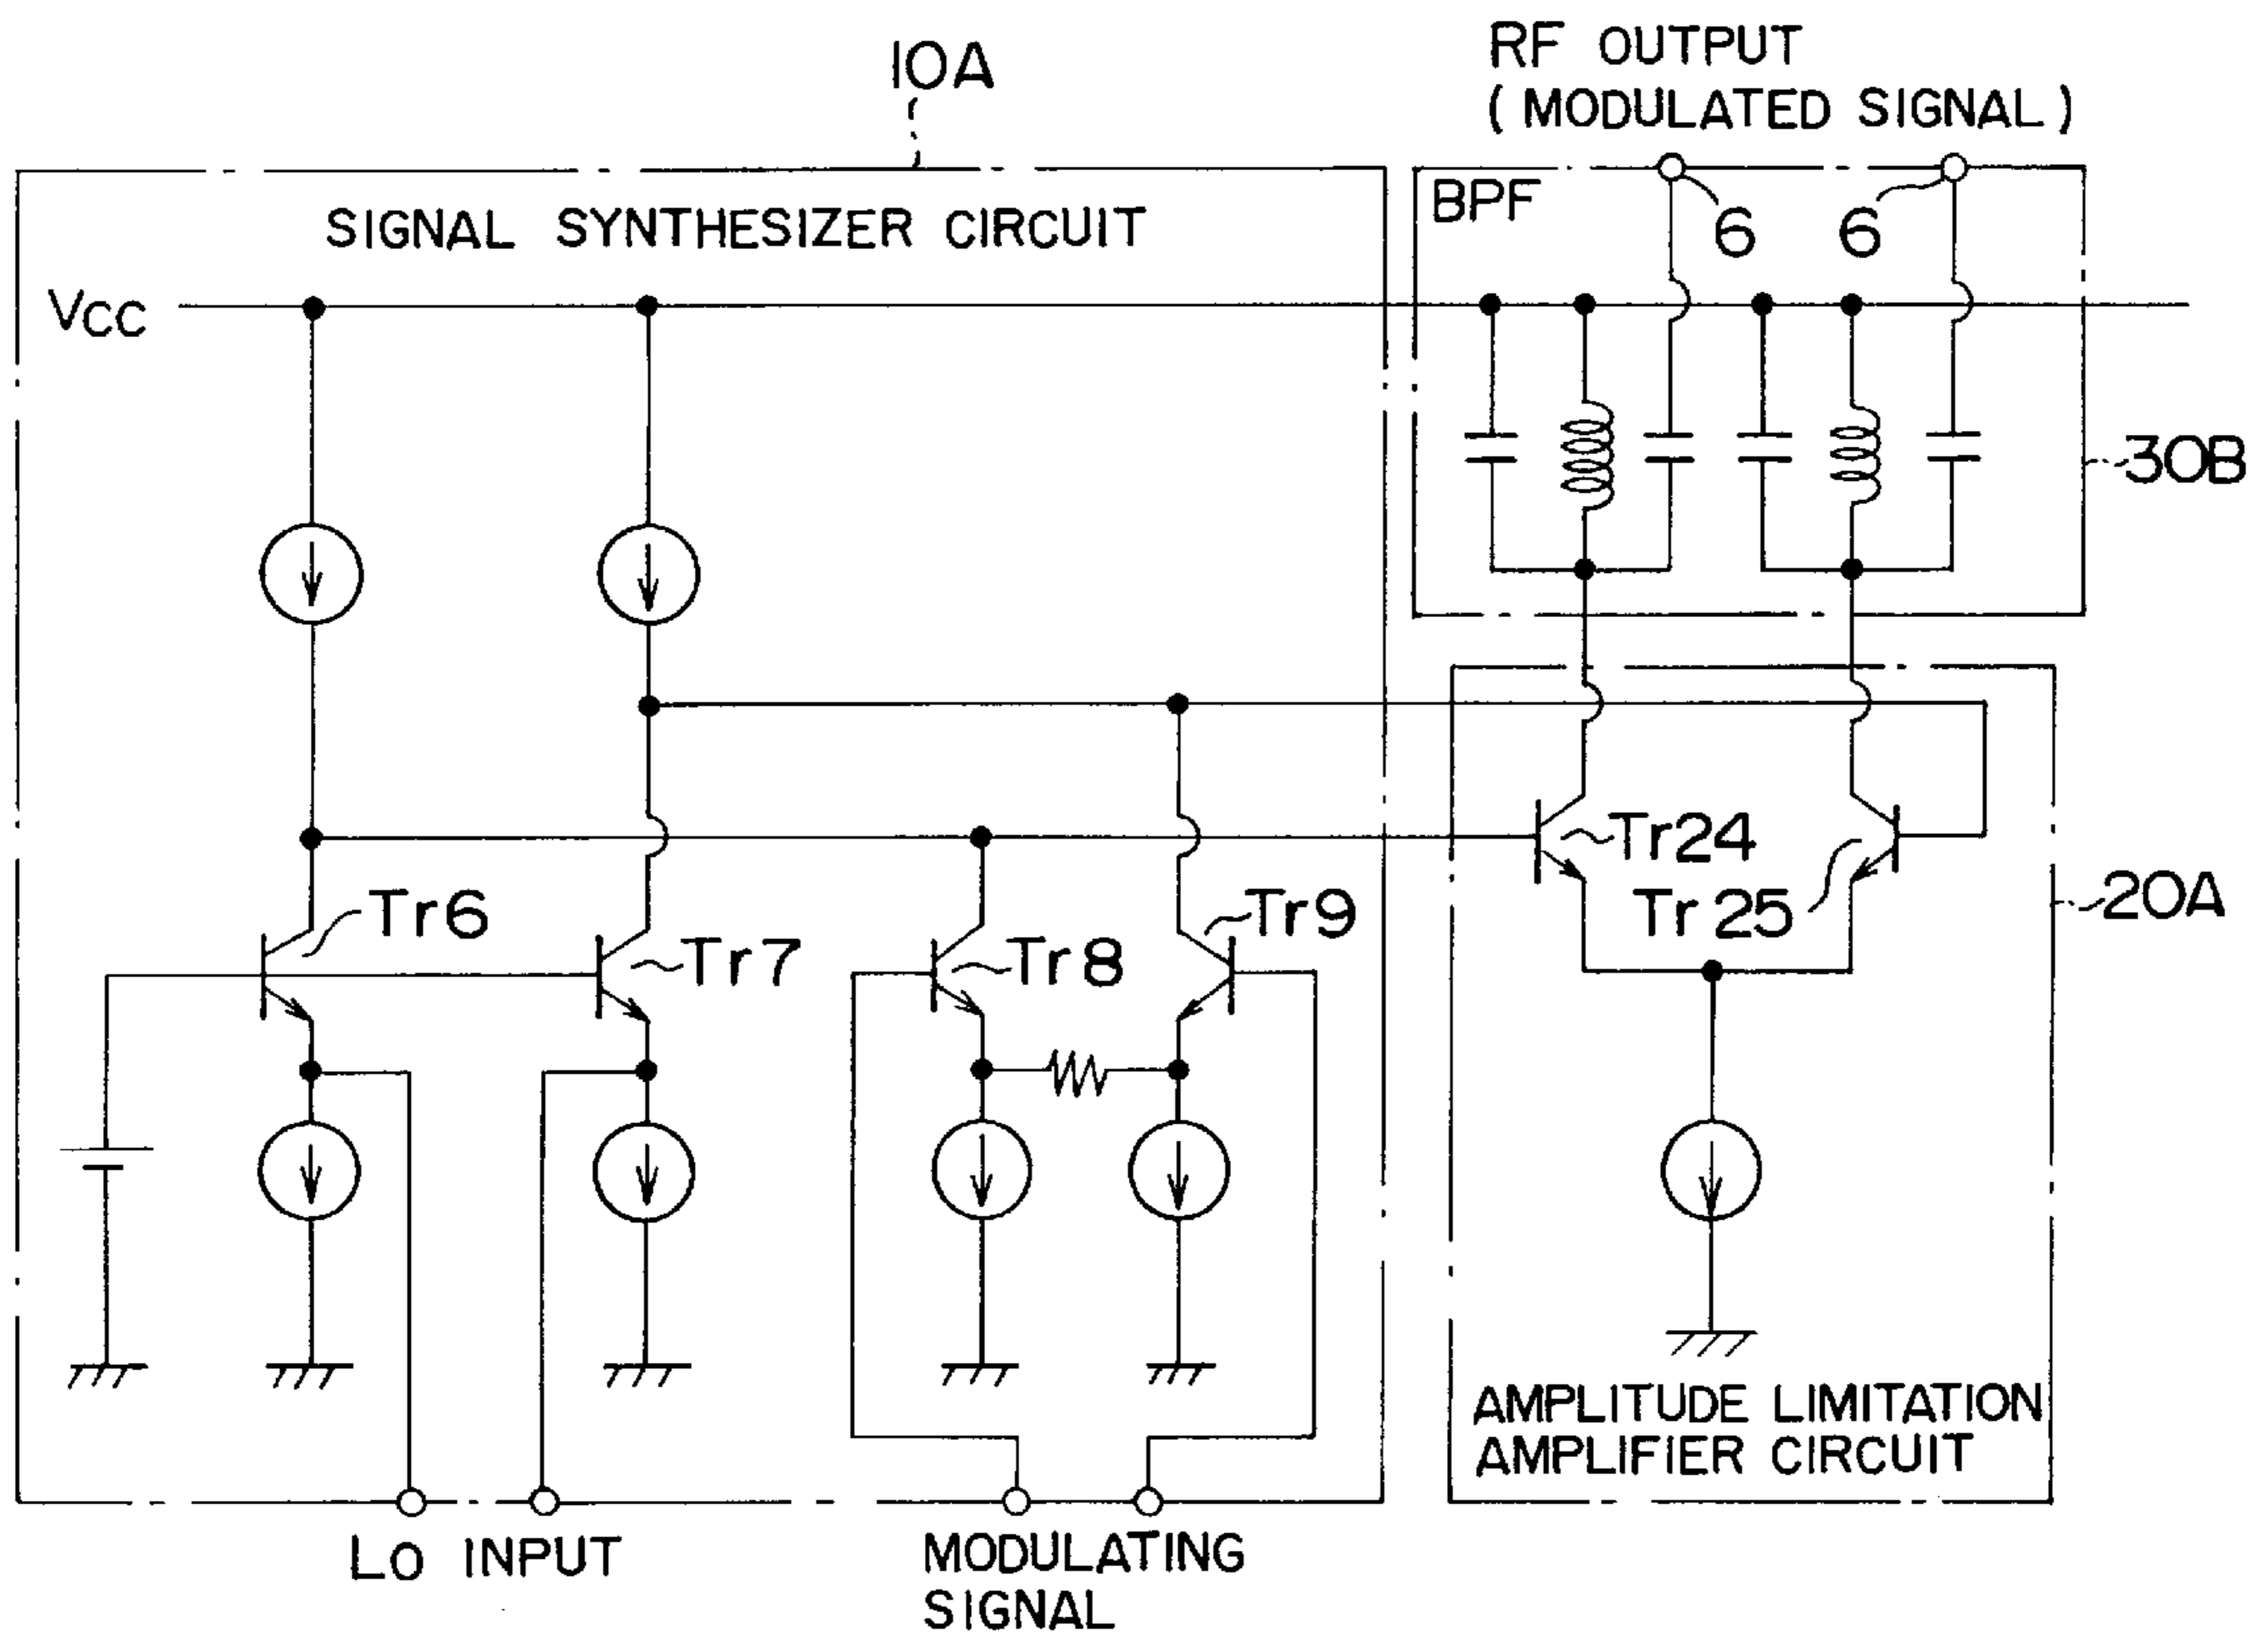 10A
RF OUTPUT
(MODULATED SIGNAL)
SIGNAL SYNTHESIZER CIRCUIT
BPF
6
6
VCC
30B
Tr24
Tr25
20A
Tr6
Tr7
Tr8
Tr9
AMPLITUDE LIMITATION
AMPLIFIER CIRCUIT
Lo INPUT
MODULATING
SIGNAL